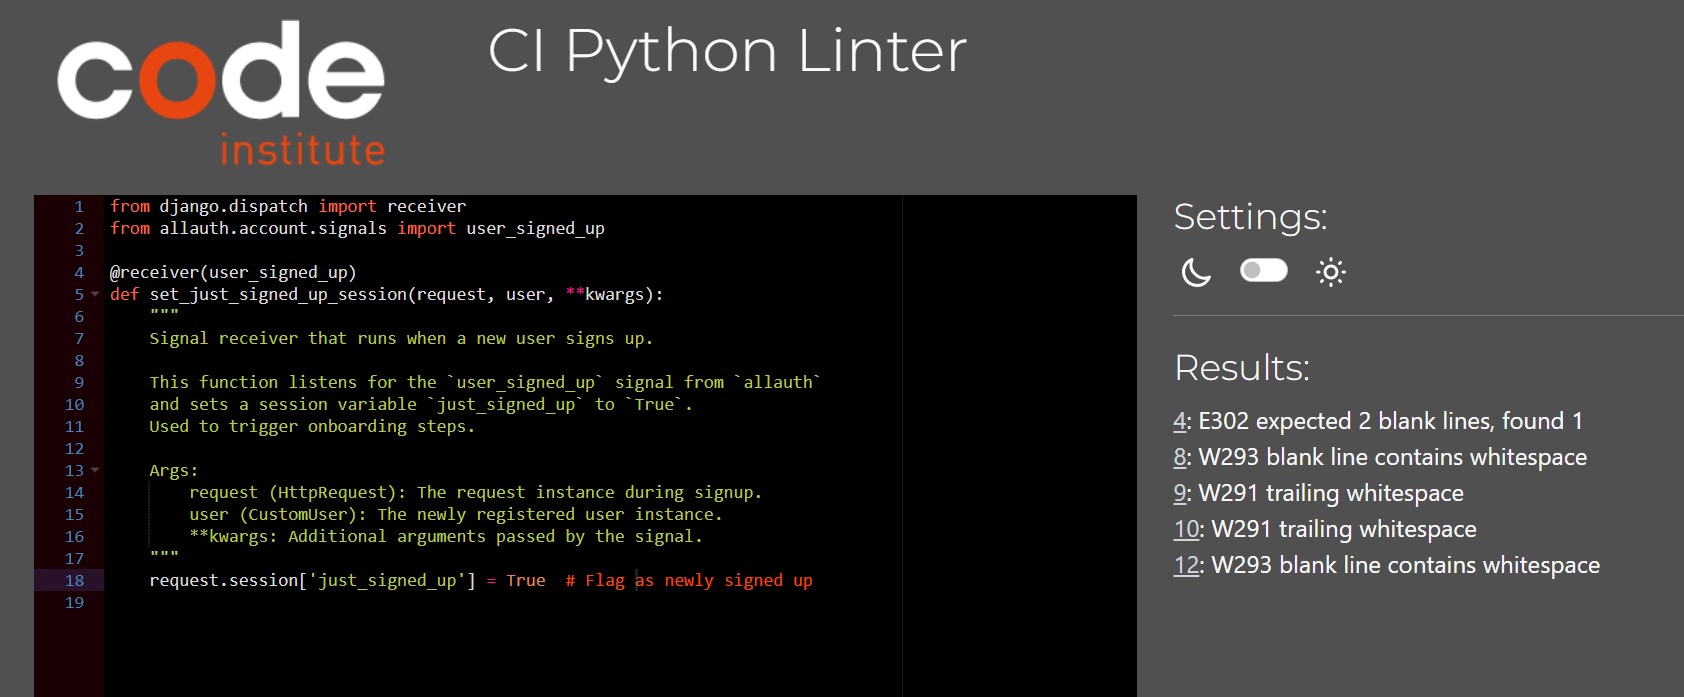 code
institute
CI Python Linter
1 from django.dispatch import receiver
2 from allauth.account.signals import user_signed_up
3
4 @receiver(user_signed_up)
5 def set_just_signed_up_session(request, user, **kwargs):
6     """
7     Signal receiver that runs when a new user signs up.
8
9     This function listens for the `user_signed_up` signal from `allauth`
10     and sets a session variable `just_signed_up` to `True`.
11     Used to trigger onboarding steps.
12
13     Args:
14         request (HttpRequest): The request instance during signup.
15         user (CustomUser): The newly registered user instance.
16         **kwargs: Additional arguments passed by the signal.
17     """
18     request.session['just_signed_up'] = True  # Flag as newly signed up
19
Settings:
Results:
4: E302 expected 2 blank lines, found 1
8: W293 blank line contains whitespace
9: W291 trailing whitespace
10: W291 trailing whitespace
12: W293 blank line contains whitespace